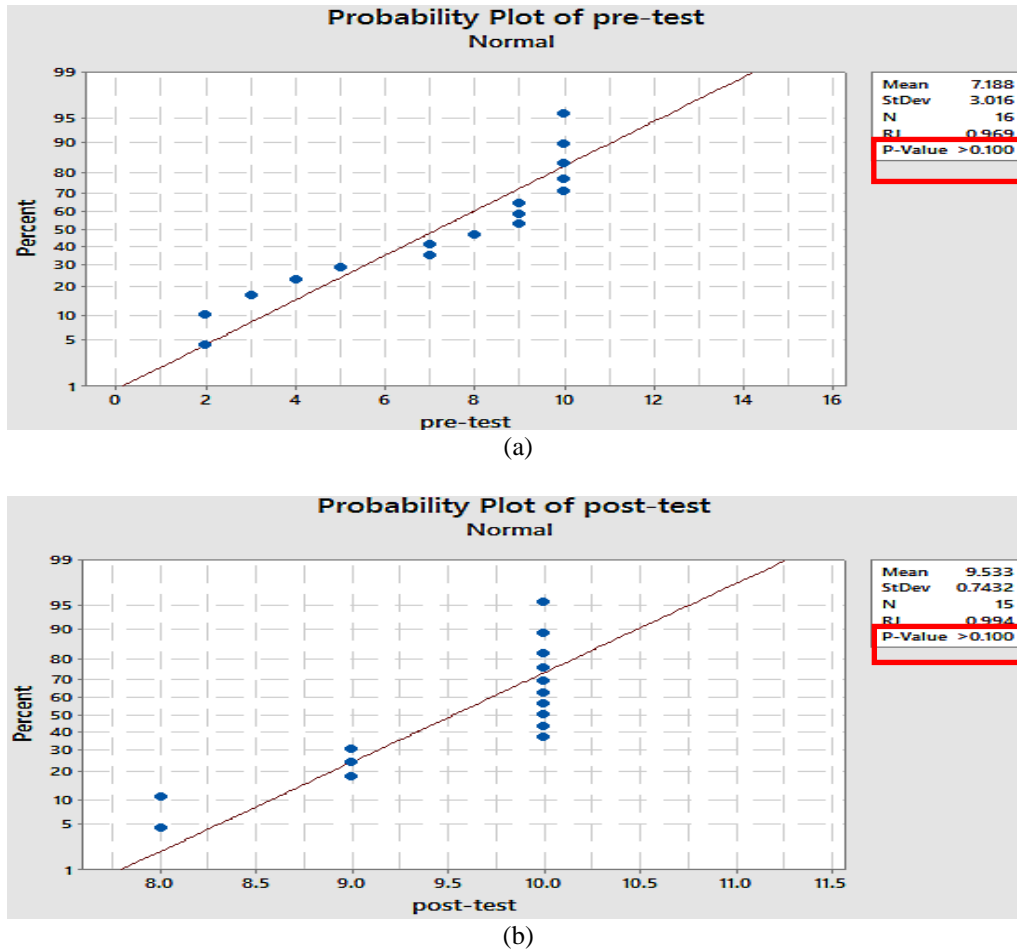 Probability Plot of pre-test
Normal
99
95
90
80
70
60
50
40
30
20
10
5
1
Percent
0 2 4 6 8 10 12 14 16
pre-test
Mean 7.188
StDev 3.016
N 16
RJ 0.969
P-Value >0.100
(a)
Probability Plot of post-test
Normal
99
95
90
80
70
60
50
40
30
20
10
5
1
Percent
8.0 8.5 9.0 9.5 10.0 10.5 11.0 11.5
post-test
Mean 9.533
StDev 0.7432
N 15
RJ 0.994
P-Value >0.100
(b)